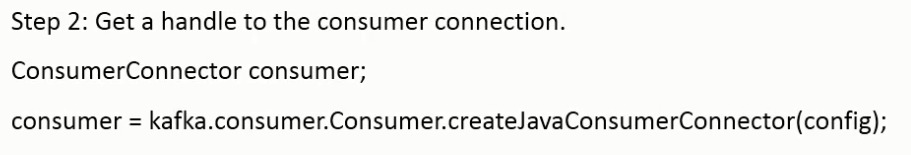 Step 2: Get a handle to the consumer connection.
ConsumerConnector consumer;
consumer = kafka.consumer.Consumer.createJavaConsumerConnector(config);